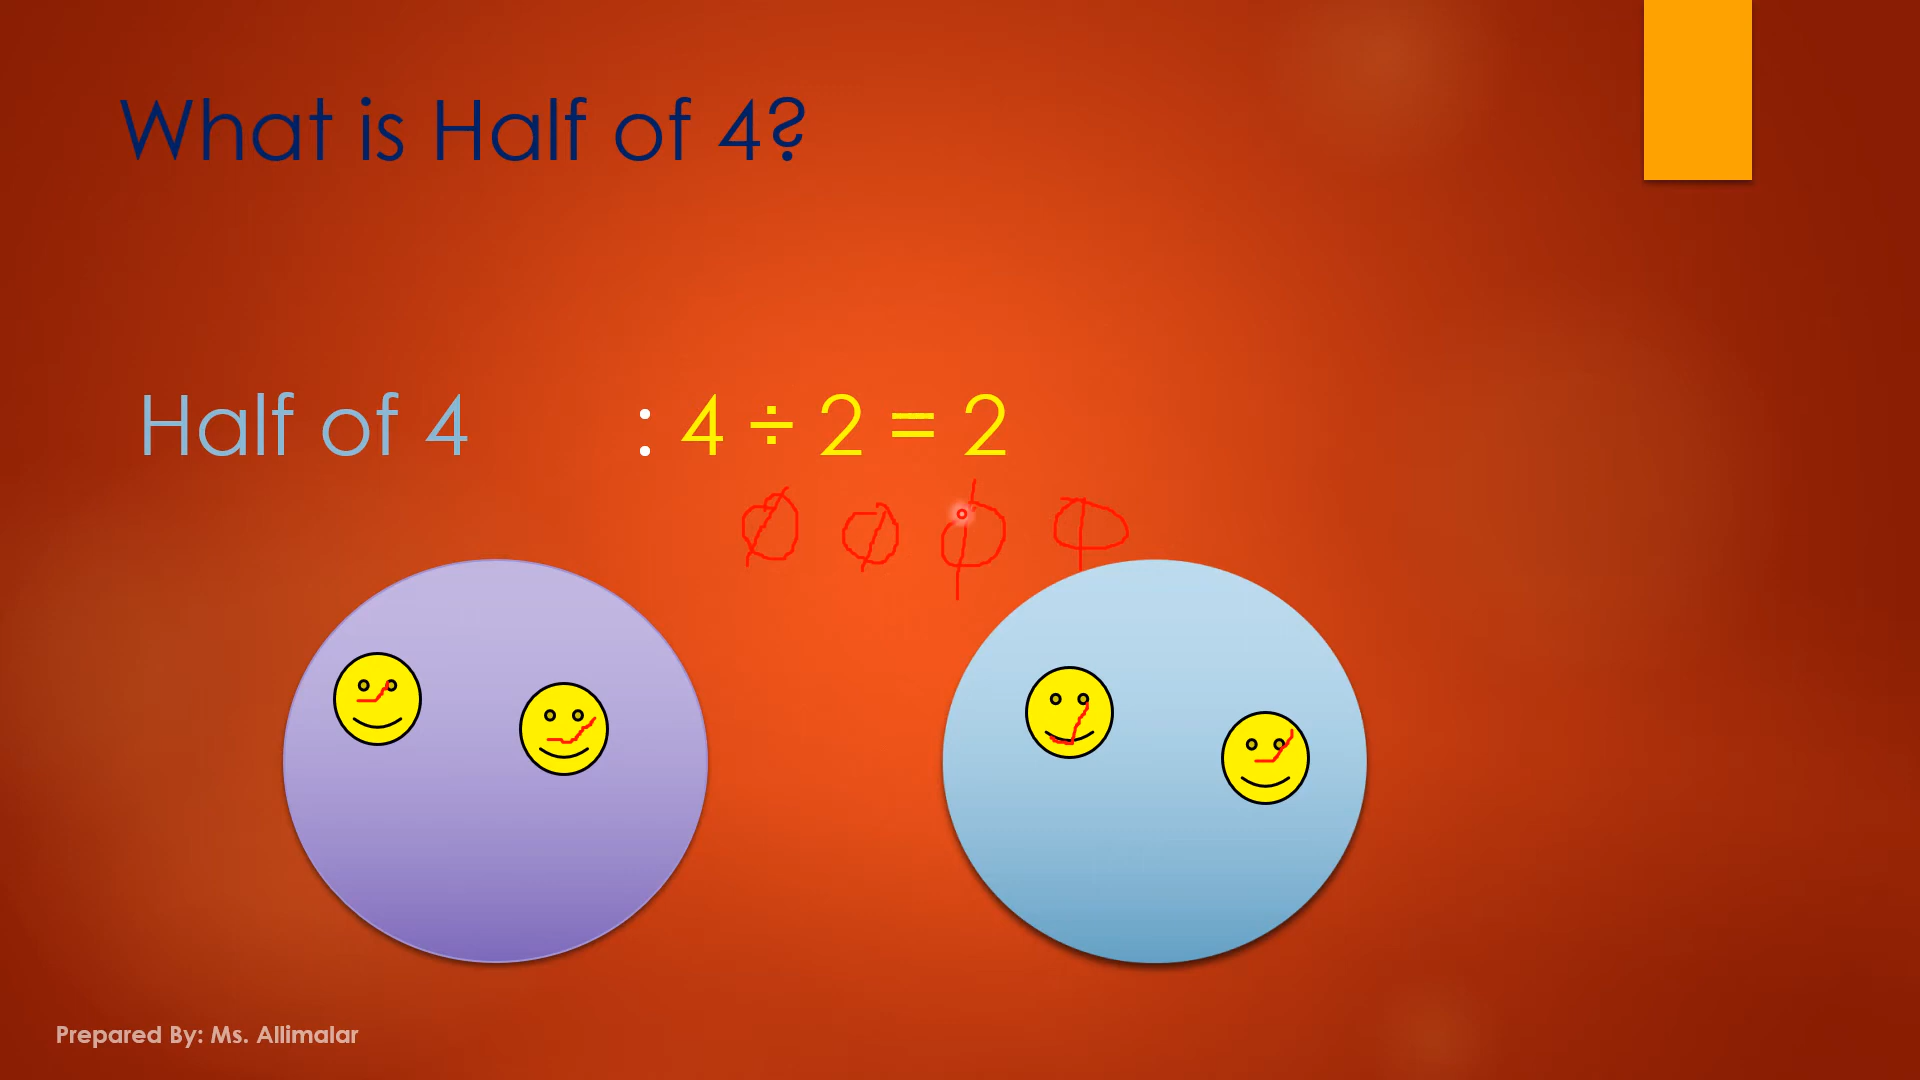 What is Half of 4?
Half of 4 : 4 ÷ 2 = 2
Prepared By: Ms. Allimalar